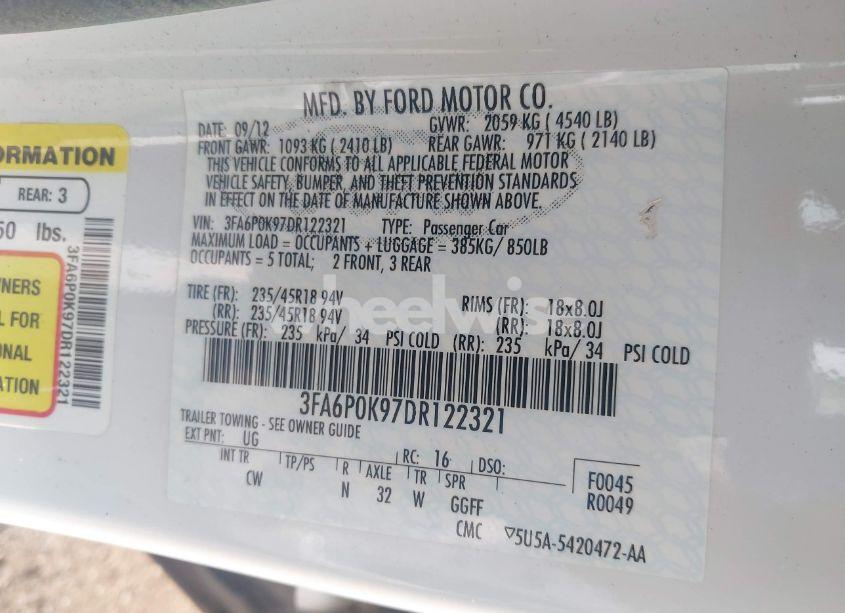 MFD. BY FORD MOTOR CO.
DATE: 09/12 GVWR: 2059 KG ( 4540 LB)
FRONT GAWR: 1093 KG ( 2410 LB) REAR GAWR: 971 KG ( 2140 LB)
THIS VEHICLE CONFORMS TO ALL APPLICABLE FEDERAL MOTOR
VEHICLE SAFETY, BUMPER, AND THEFT PREVENTION STANDARDS
IN EFFECT ON THE DATE OF MANUFACTURE SHOWN ABOVE.
VIN: 3FA6P0K97DR122321 TYPE: Passenger Car
MAXIMUM LOAD = OCCUPANTS + LUGGAGE = 385KG/ 850LB
OCCUPANTS = 5 TOTAL; 2 FRONT, 3 REAR
TIRE (FR): 235/45R18 94V RIMS (FR): 18x8.0J
(RR): 235/45R18 94V (RR): 18x8.0J
PRESSURE (FR): 235 kPa/ 34 PSI COLD (RR): 235 kPa/ 34 PSI COLD
3FA6P0K97DR122321
TRAILER TOWING - SEE OWNER GUIDE
EXT PNT: UG RC: 16 DSO:
INT TR TP/PS R AXLE TR SPR
CW N 32 W GGFF
F0045
R0049
CMC ▽5U5A-5420472-AA
ORMATION
REAR: 3
50 lbs.
WNERS
L FOR
ONAL
ATION
3FA6P0K97DR122321
wheelwis